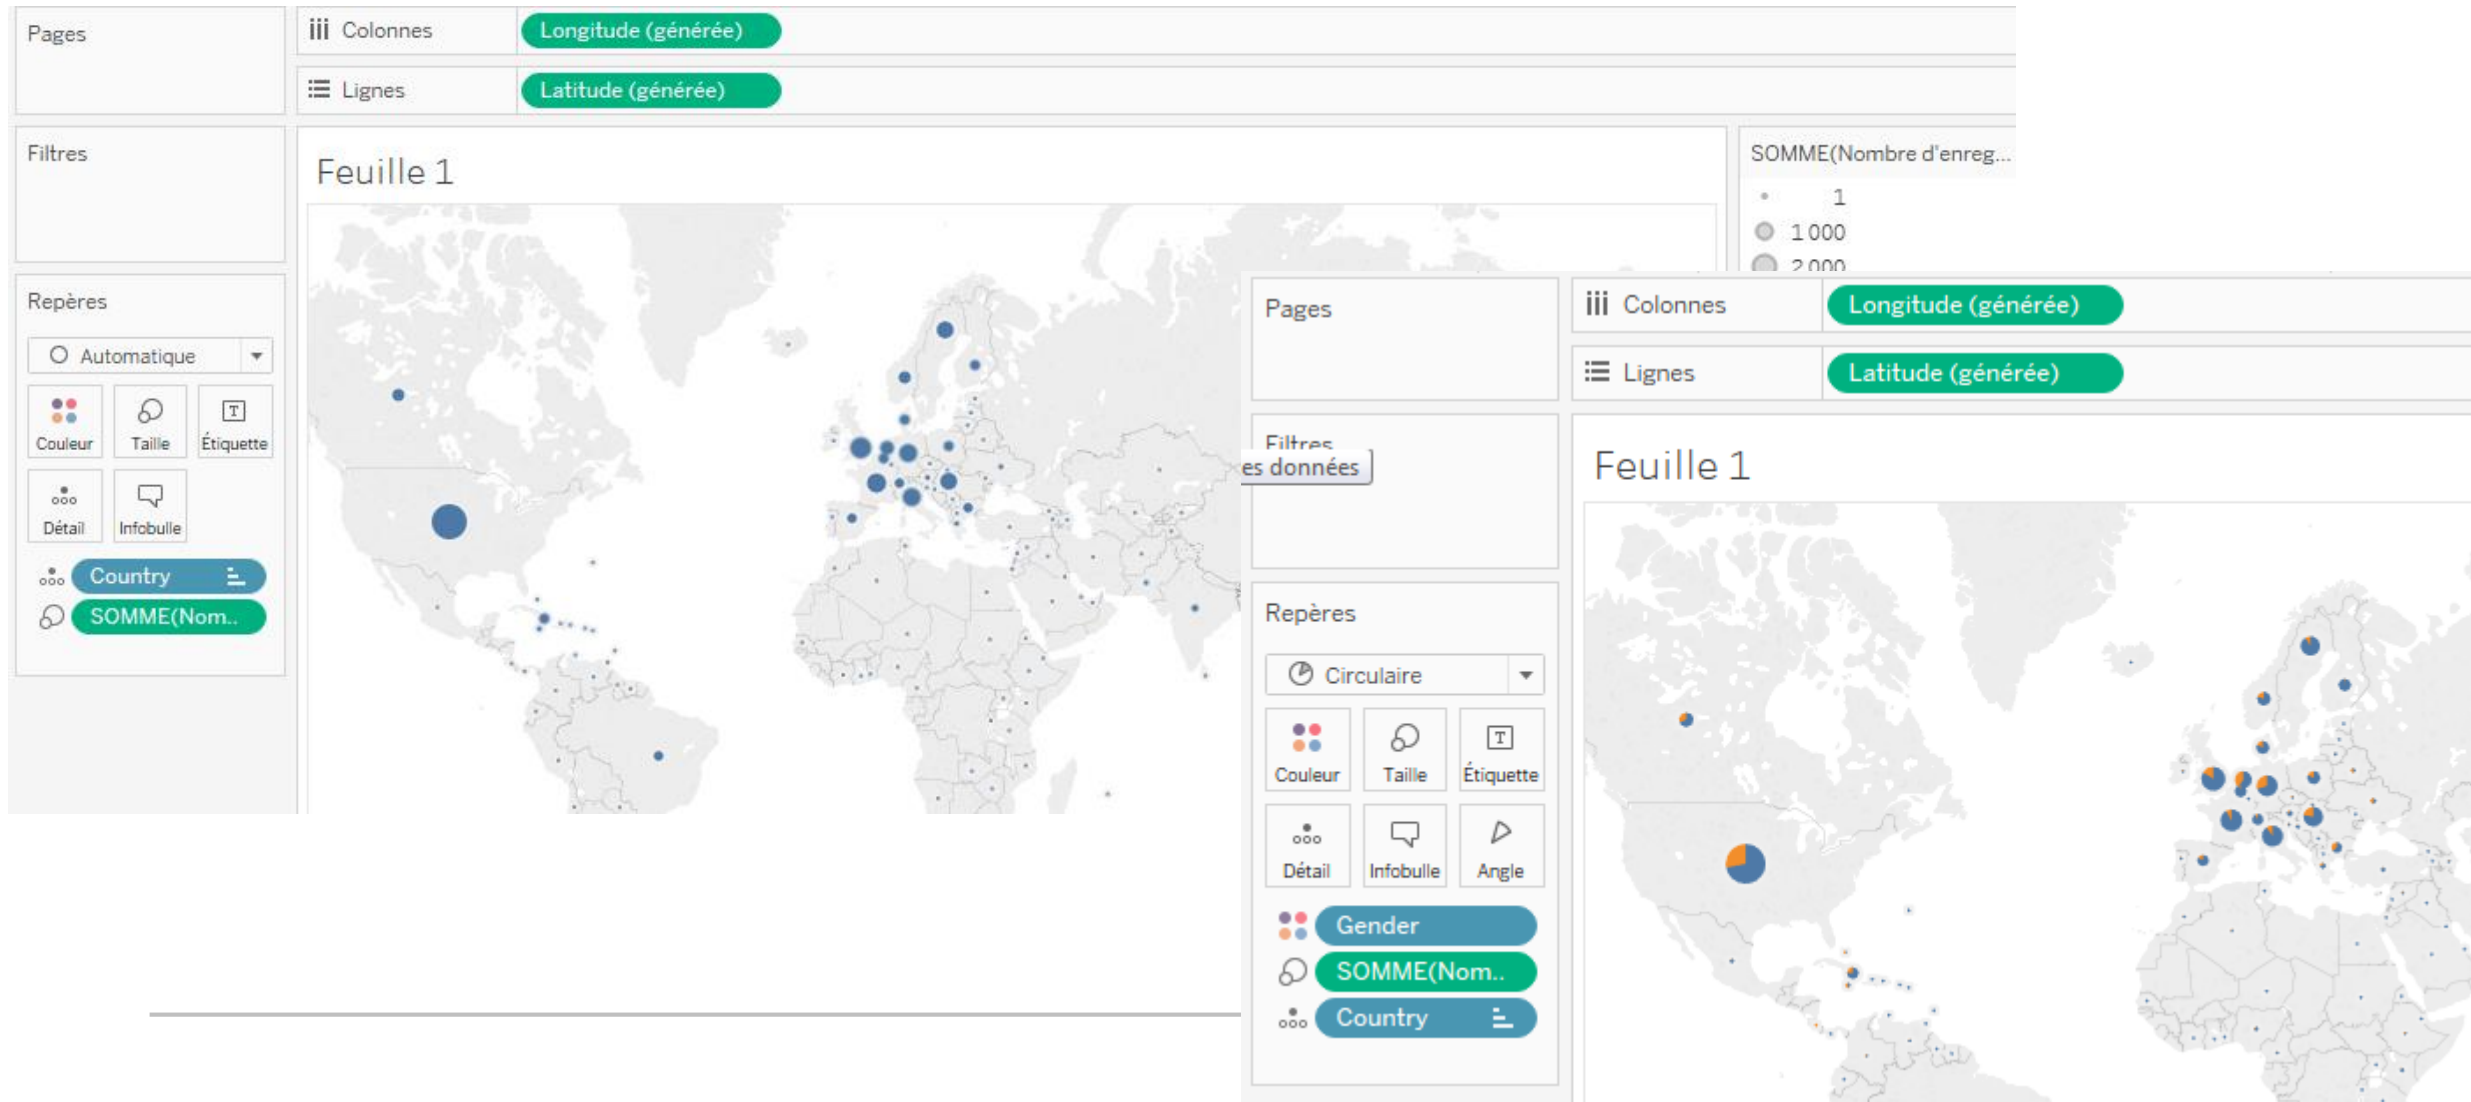 Pages
Colonnes
Longitude (générée)
Lignes
Latitude (générée)
Filtres
Feuille 1
SOMME(Nombre d'enreg...
1
1 000
2 000
Repères
Automatique
Couleur
Taille
Étiquette
Détail
Infobulle
Country
SOMME(Nom..
Pages
Colonnes
Longitude (générée)
Lignes
Latitude (générée)
Filtres
es données
Feuille 1
Repères
Circulaire
Couleur
Taille
Étiquette
Détail
Infobulle
Angle
Gender
SOMME(Nom..
Country